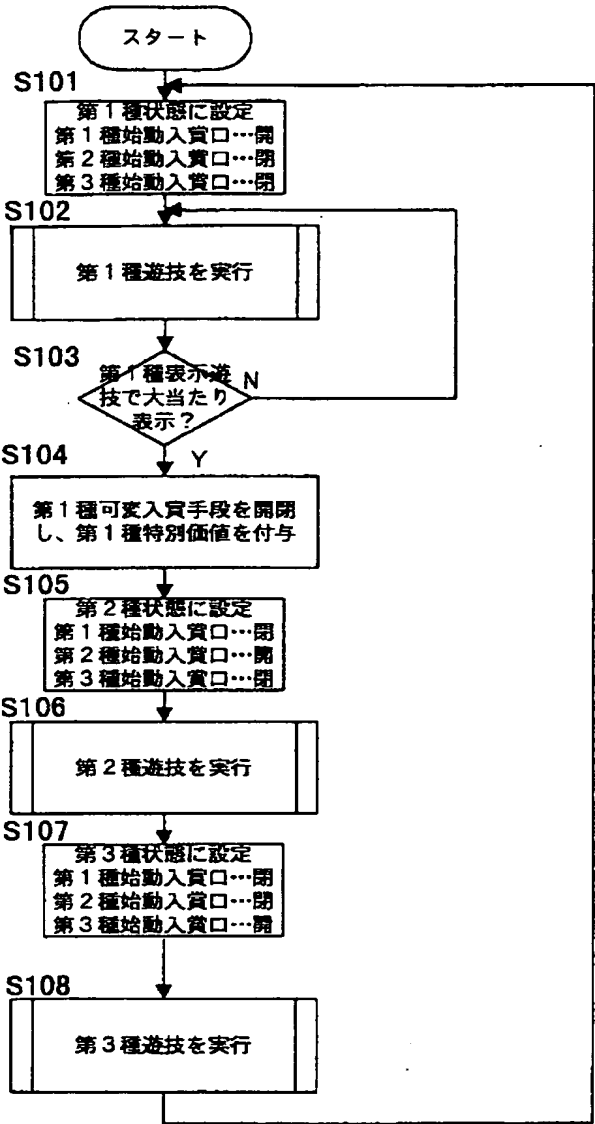 スタート
S101
第１種状態に設定
第１種始動入賞口…開
第２種始動入賞口…閉
第３種始動入賞口…閉
S102
第１種遊技を実行
S103
第１種表示遊
技で大当たり
表示？
N
Y
S104
第１種可変入賞手段を開閉
し、第１種特別価値を付与
S105
第２種状態に設定
第１種始動入賞口…閉
第２種始動入賞口…開
第３種始動入賞口…閉
S106
第２種遊技を実行
S107
第３種状態に設定
第１種始動入賞口…閉
第２種始動入賞口…閉
第３種始動入賞口…開
S108
第３種遊技を実行